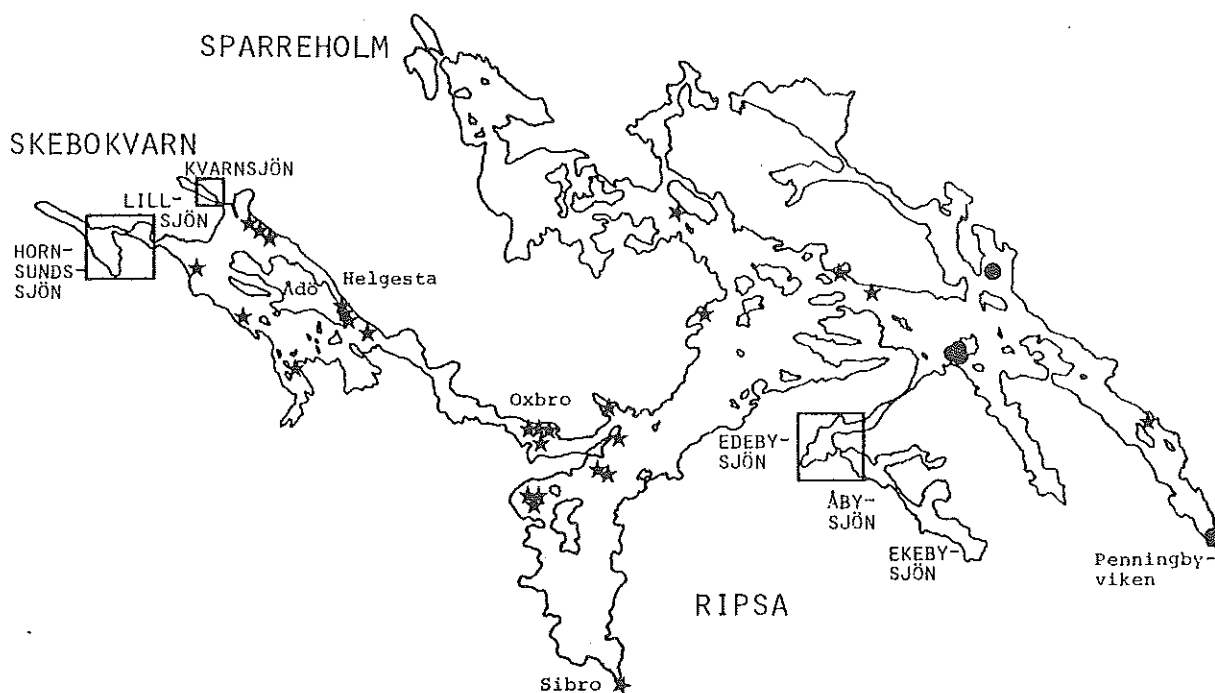 SPARREHOLM
SKEBOKVARN
KVARNSJÖN
LILL-
SJÖN
HORN-
SUNDS-
SJÖN
Ådö
Helgesta
Oxbro
EDEBY-
SJÖN
ÅBY-
SJÖN
EKEBY-
SJÖN
Penningby-
viken
RIPSA
Sibro